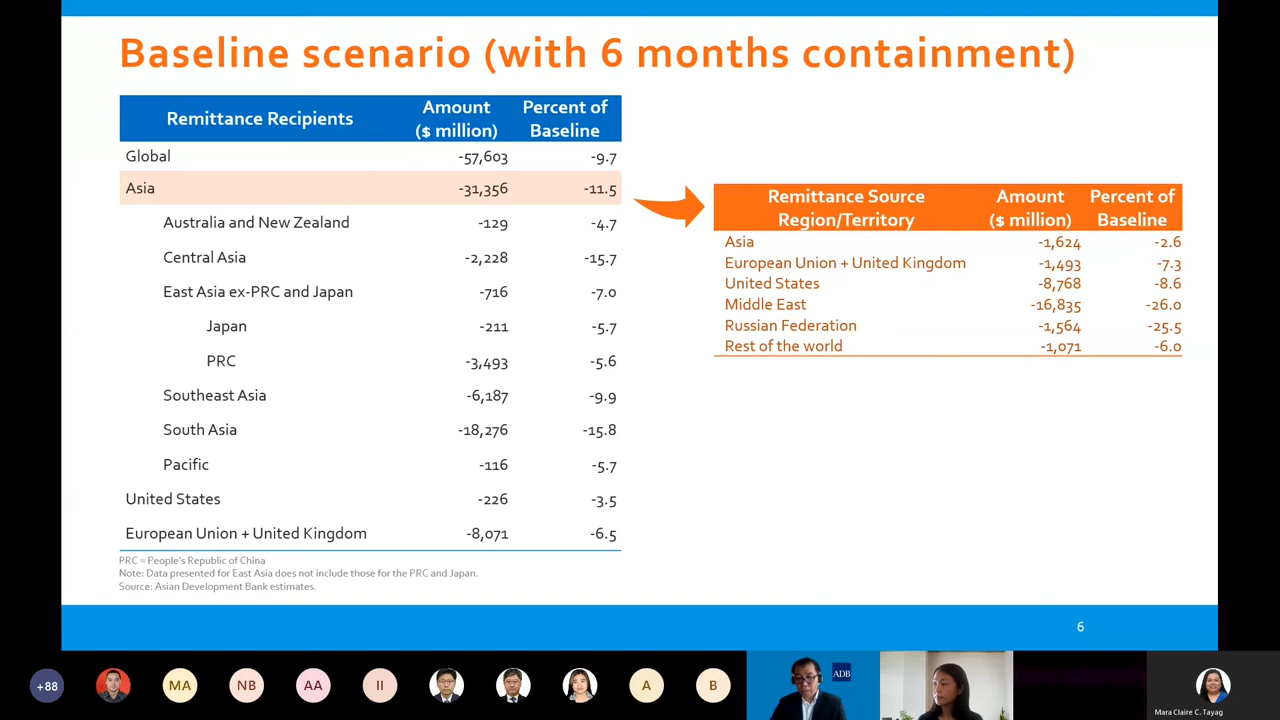 Baseline scenario (with 6 months containment)
Remittance Recipients Amount ($ million) Percent of Baseline
Global -57,603 -9.7
Asia -31,356 -11.5
Australia and New Zealand -129 -4.7
Central Asia -2,228 -15.7
East Asia ex-PRC and Japan -716 -7.0
Japan -211 -5.7
PRC -3,493 -5.6
Southeast Asia -6,187 -9.9
South Asia -18,276 -15.8
Pacific -116 -5.7
United States -226 -3.5
European Union + United Kingdom -8,071 -6.5
PRC = People's Republic of China
Note: Data presented for East Asia does not include those for the PRC and Japan.
Source: Asian Development Bank estimates.
Remittance Source Region/Territory Amount ($ million) Percent of Baseline
Asia -1,624 -2.6
European Union + United Kingdom -1,493 -7.3
United States -8,768 -8.6
Middle East -16,835 -26.0
Russian Federation -1,564 -25.5
Rest of the world -1,071 -6.0
6
+88 MA NB AA II A B
ADB
Mara Claire C. Tayag